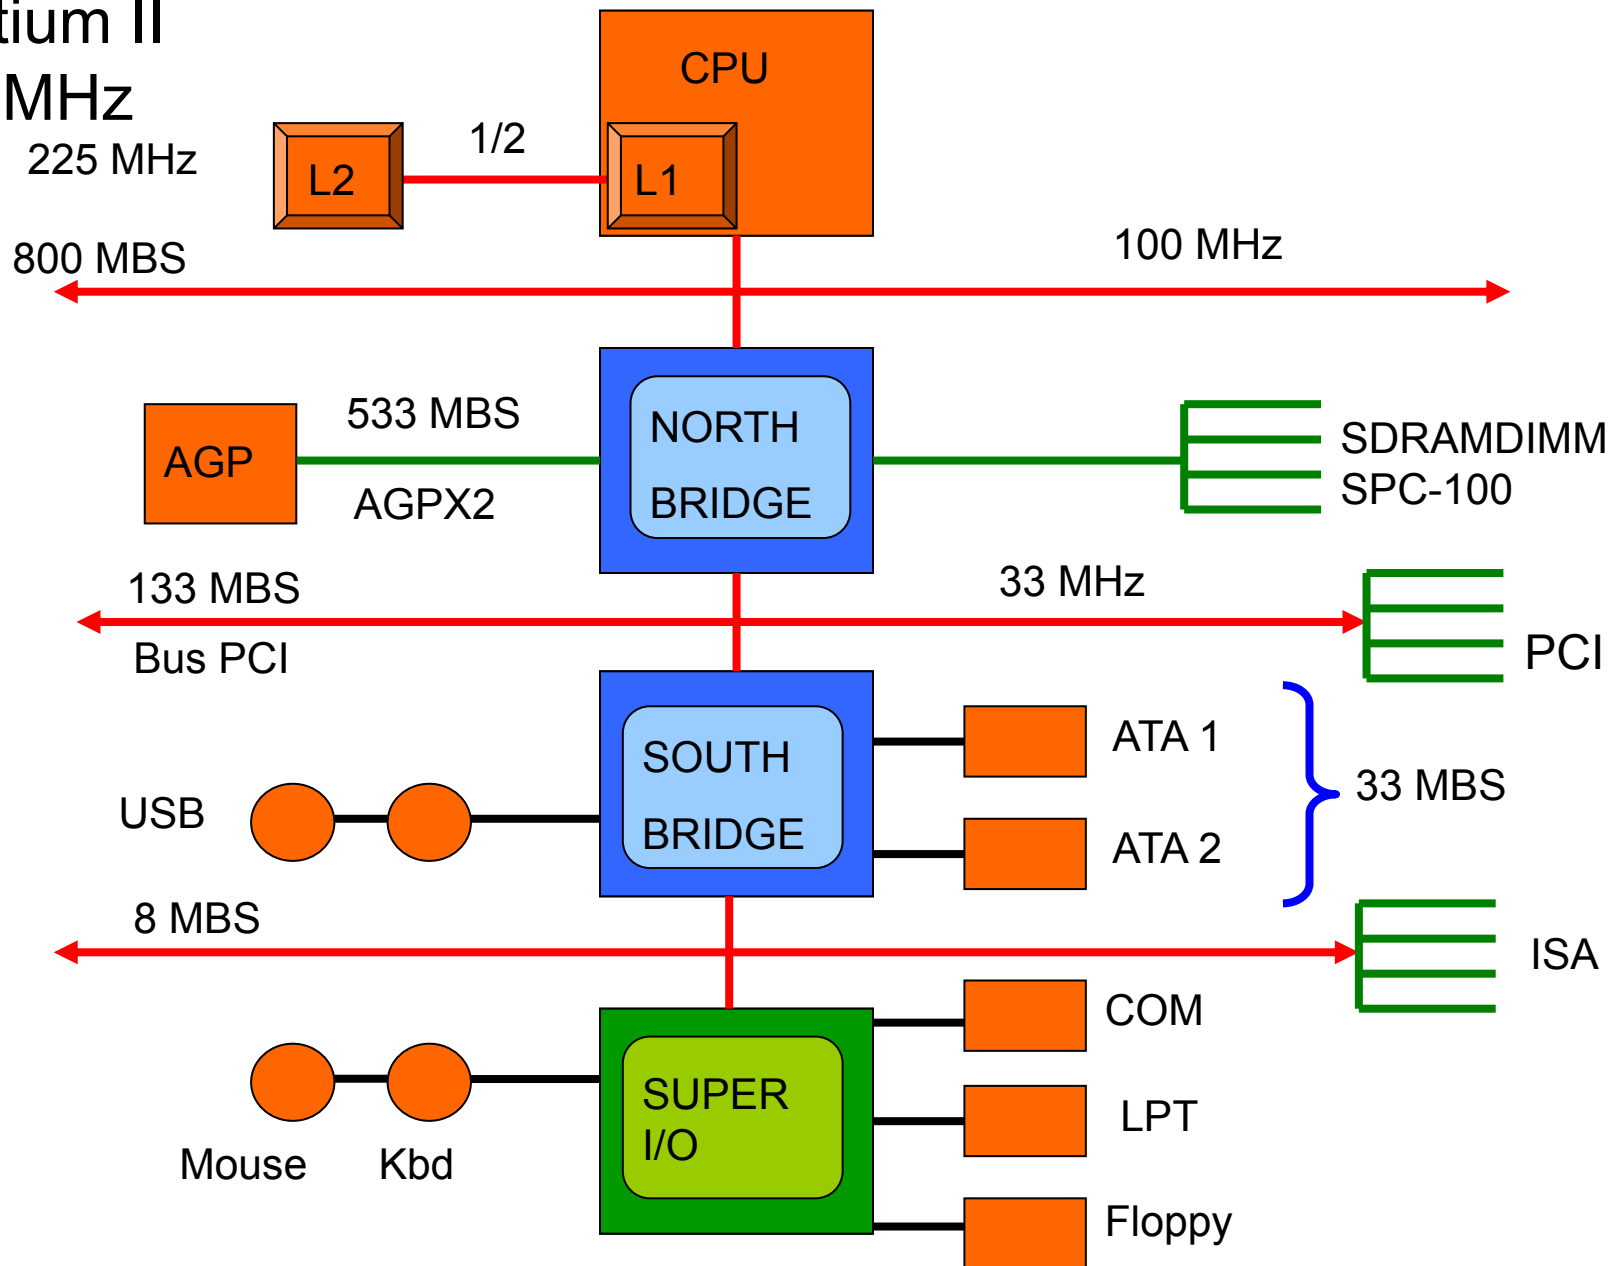 tium II
MHz
CPU
225 MHz
L2
1/2
L1
800 MBS
100 MHz
AGP
533 MBS
AGPX2
NORTH
BRIDGE
SDRAMDIMM
SPC-100
133 MBS
33 MHz
Bus PCI
PCI
SOUTH
BRIDGE
USB
ATA 1
ATA 2
33 MBS
8 MBS
ISA
SUPER
I/O
COM
LPT
Floppy
Mouse
Kbd